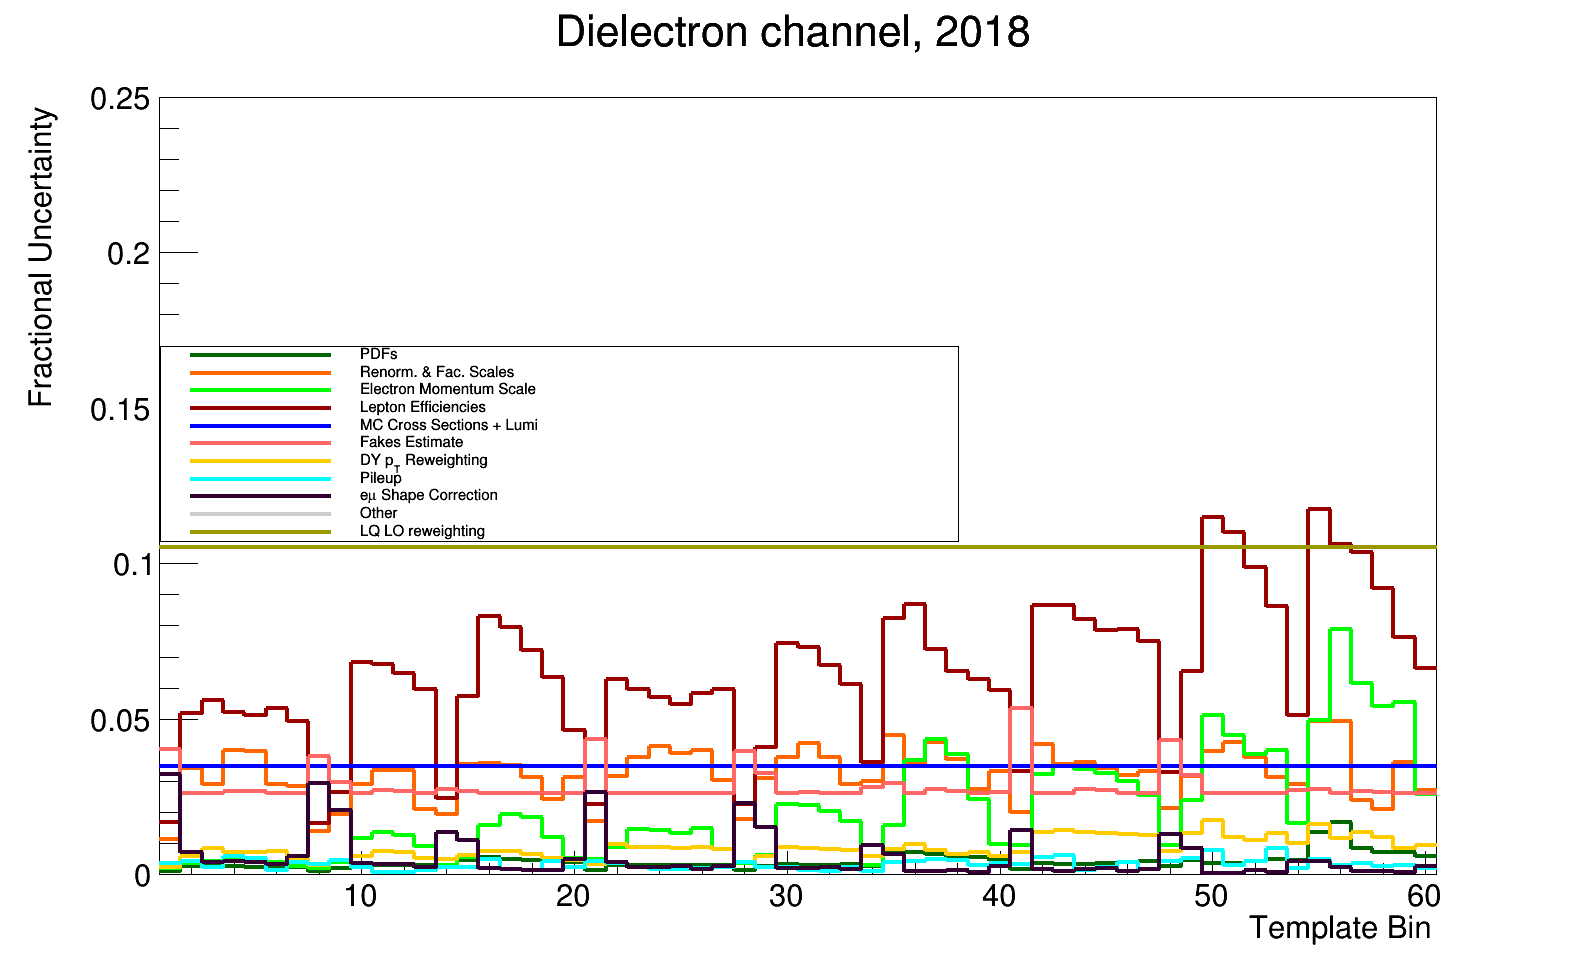 Dielectron channel, 2018
Fractional Uncertainty
0.25
0.2
0.15
0.1
0.05
0
PDFs
Renorm. & Fac. Scales
Electron Momentum Scale
Lepton Efficiencies
MC Cross Sections + Lumi
Fakes Estimate
DY pT Reweighting
Pileup
eμ Shape Correction
Other
LQ LO reweighting
10 20 30 40 50 60
Template Bin